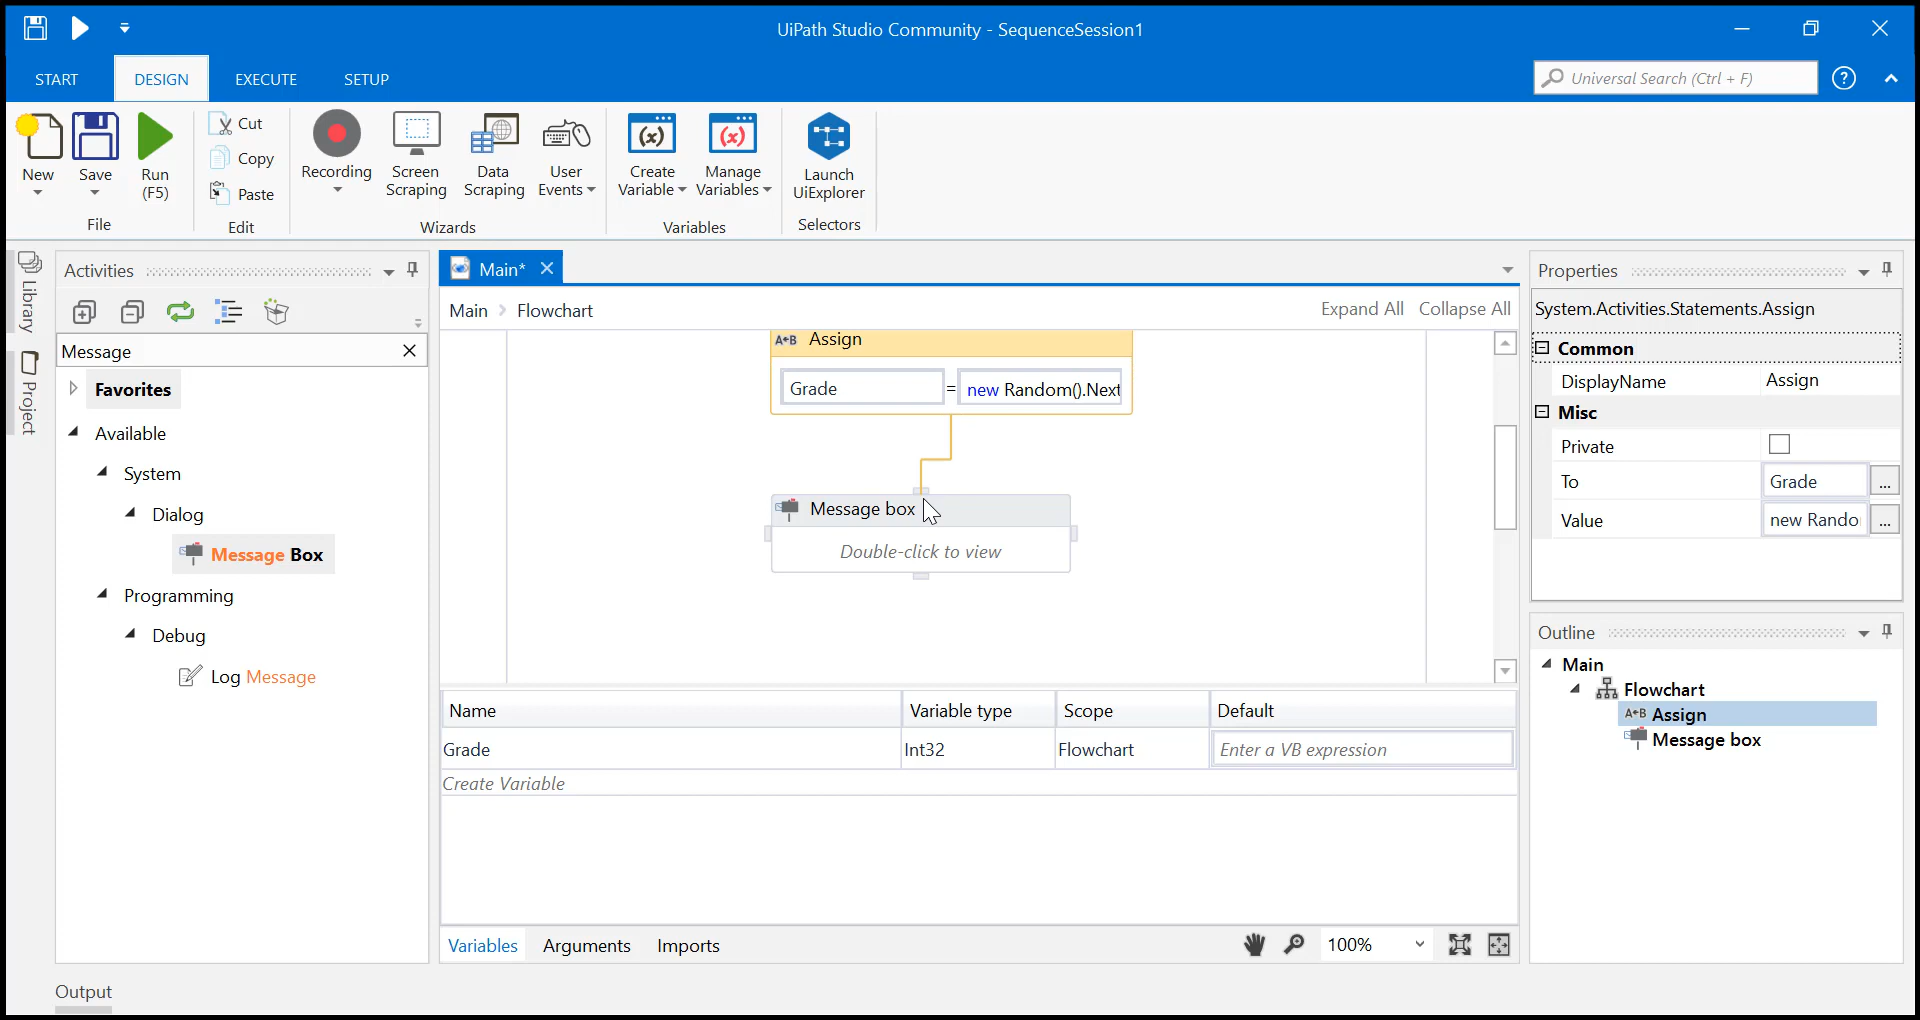 UiPath Studio Community - SequenceSession1
START DESIGN EXECUTE SETUP
Universal Search (Ctrl + F)
New Save Run (F5)
File
Cut
Copy
Paste
Edit
Recording Screen Scraping Data Scraping User Events
Wizards
Create Variable Manage Variables
Variables
Launch UiExplorer
Selectors
Library
Project
Activities
Message
Favorites
Available
System
Dialog
Message Box
Programming
Debug
Log Message
Main*
Main Flowchart
Expand All Collapse All
A B Assign
Grade = new Random().Next
Message box
Double-click to view
Name Variable type Scope Default
Grade Int32 Flowchart Enter a VB expression
Create Variable
Variables Arguments Imports
100%
Properties
System.Activities.Statements.Assign
Common
DisplayName Assign
Misc
Private
To Grade ...
Value new Rando ...
Outline
Main
Flowchart
A B Assign
Message box
Output